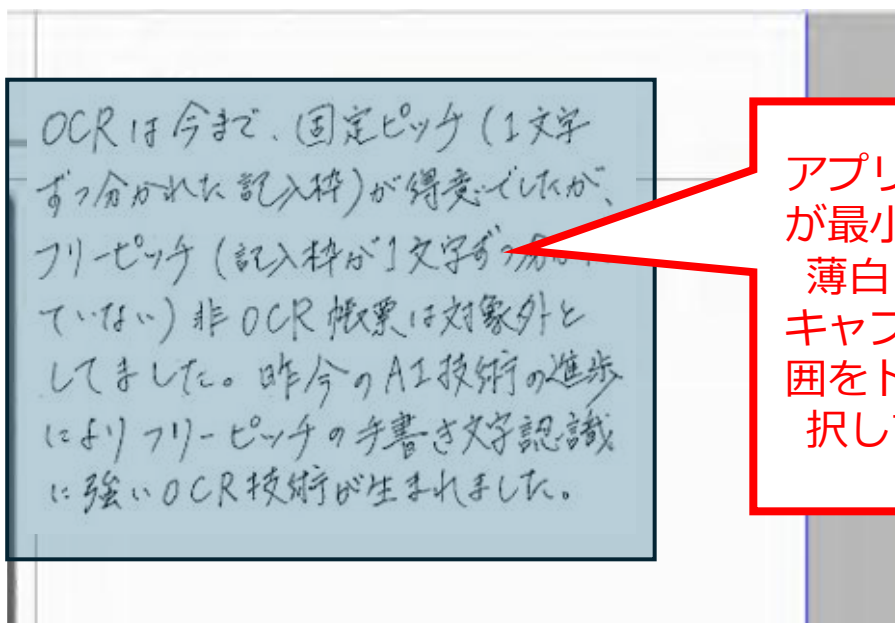 OCRは今まで、固定ピッチ(1文字
ずつ分かれた記入枠)が得意でしたが、
フリーピッチ(記入枠が1文字ずつ
ていない)非OCR帳票は対象外と
してました。昨今のAI技術の進歩
によりフリーピッチの手書き文字認識
に強いOCR技術が生まれました。
アプリ
が最小
薄白
キャプ
囲をド
択して